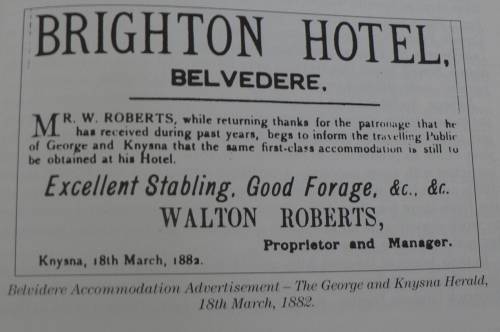 BRIGHTON HOTEL,
BELVEDERE.
MR. W. ROBERTS, while returning thanks for the patronage that he
has received during past years, begs to inform the travelling Public
of George and Knysna that the same first-class accommodation is still to
be obtained at his Hotel.
Excellent Stabling, Good Forage, &c., &c.
WALTON ROBERTS,
Proprietor and Manager.
Knysna, 18th March, 1882.
Belvidere Accommodation Advertisement – The George and Knysna Herald,
18th March, 1882.